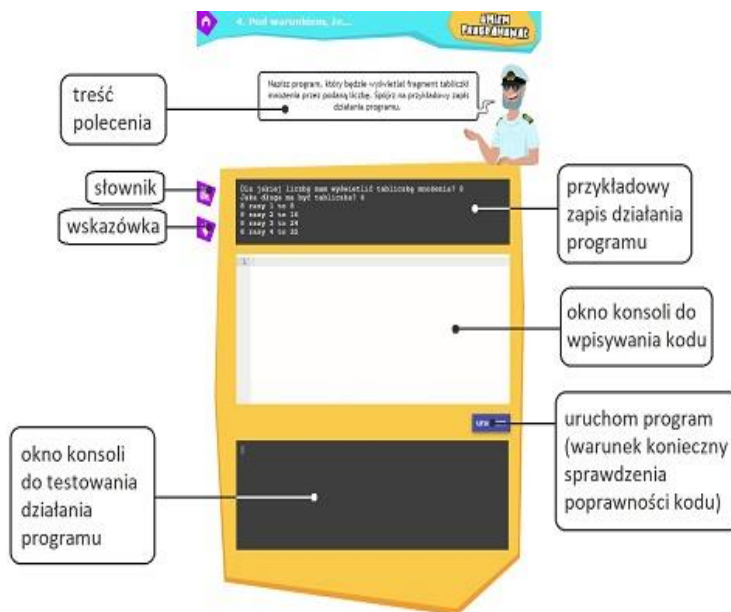 4. Pod warunkiem, że...
UMIEM
PROGRAMOWAĆ
Napisz program, który będzie wyświetlał fragment tabliczki
mnożenia przez podaną liczbę. Spójrz na przykładowy zapis
działania programu.
treść
polecenia
słownik
wskazówka
Dla jakiej liczby mam wyświetlić tabliczkę mnożenia? 8
Jaka długa ma być tabliczka? 4
8 razy 1 to 8
8 razy 2 to 16
8 razy 3 to 24
8 razy 4 to 32
przykładowy
zapis działania
programu
1
okno konsoli do
wpisywania kodu
uruchom program
(warunek konieczny
sprawdzenia
poprawności kodu)
okno konsoli
do testowania
działania
programu